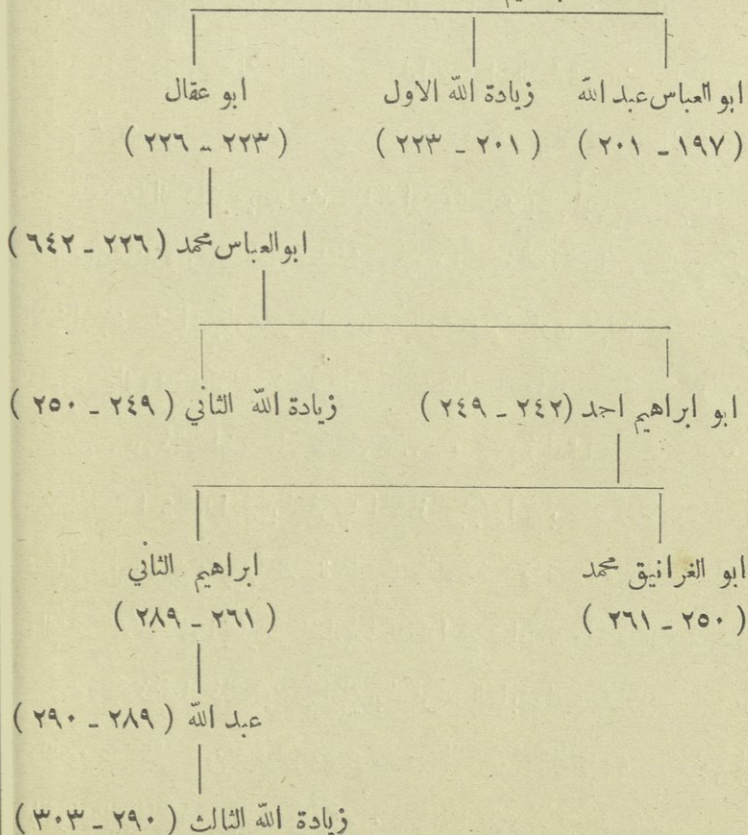 ابو العباس عبد الله زيادة الله الاول ابو عقال
(١٩٧ - ٢٠١) (٢٠١ - ٢٢٣) (٢٢٣ - ٢٢٦)
ابو العباس محمد (٢٢٦ - ٦٤٢)
ابو ابراهيم احمد (٢٤٢ - ٢٤٩) زيادة الله الثاني (٢٤٩ - ٢٥٠)
ابو الغرانيق محمد ابراهيم الثاني
(٢٥٠ - ٢٦١) (٢٦١ - ٢٨٩)
عبد الله (٢٨٩ - ٢٩٠)
زيادة الله الثالث (٢٩٠ - ٣٠٣)